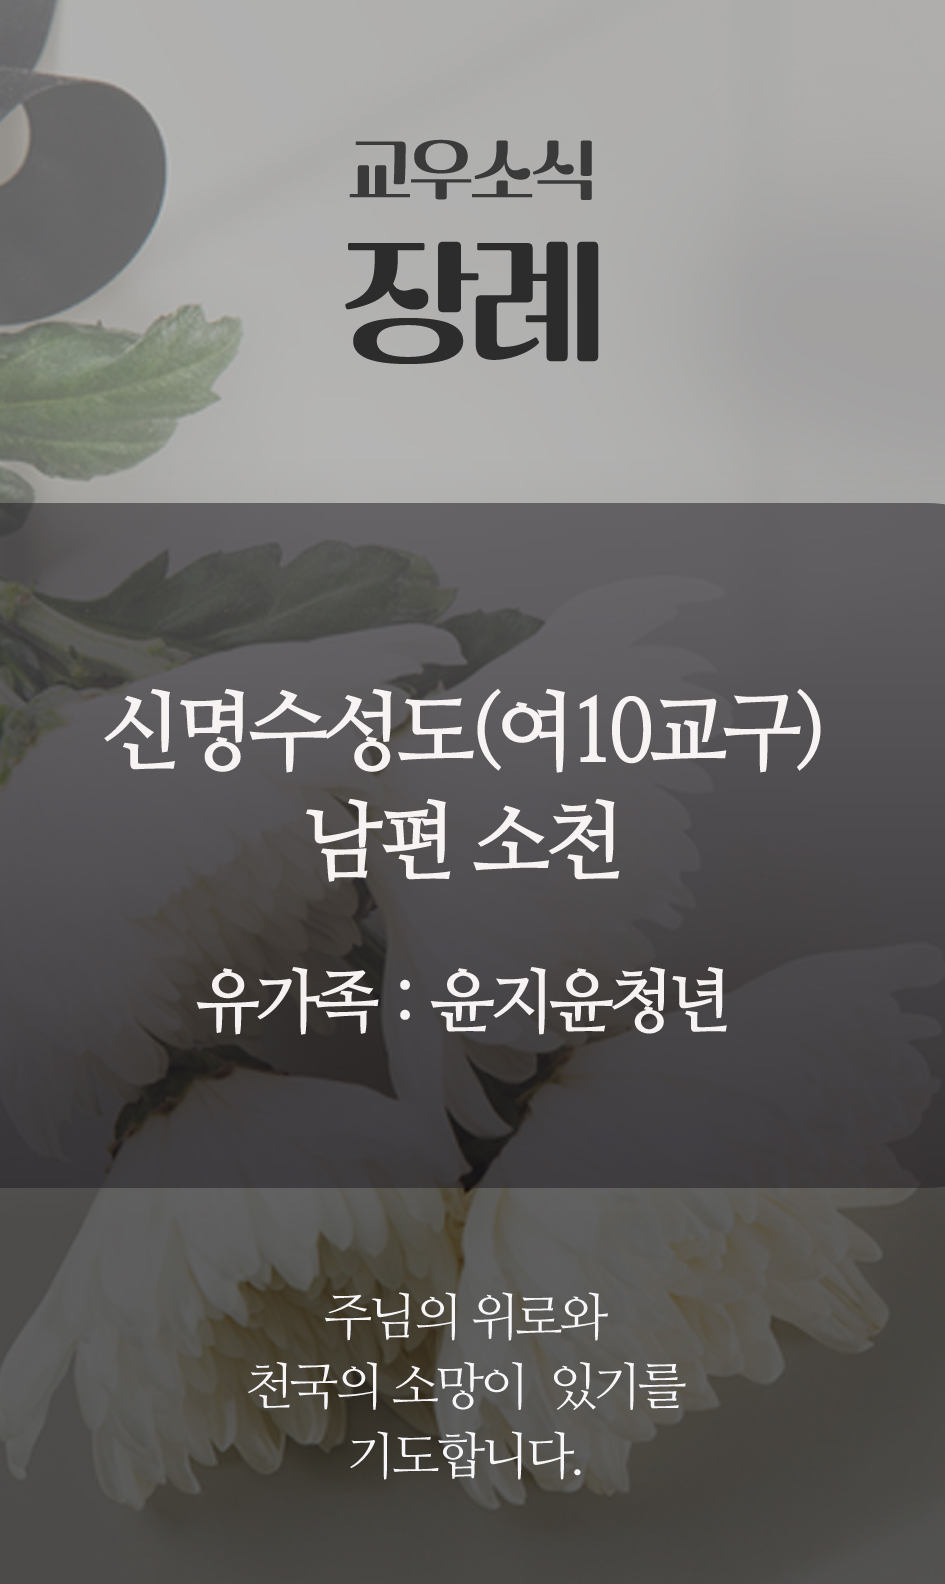 교우소식
장례
신명수성도(여10교구)
남편 소천
유가족 : 윤지윤청년
주님의 위로와
천국의 소망이 있기를
기도합니다.